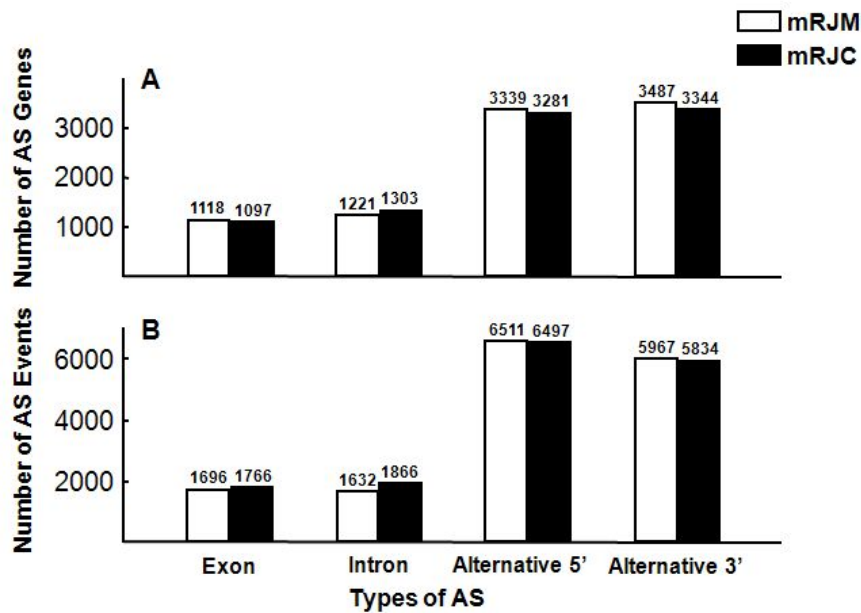 mRJM
mRJC
A
Number of AS Genes
3000
2000
1000
1118 1097
1221 1303
3339 3281
3487 3344
B
Number of AS Events
6000
4000
2000
1696 1766
1632 1866
6511 6497
5967 5834
Exon Intron Alternative 5’ Alternative 3’
Types of AS